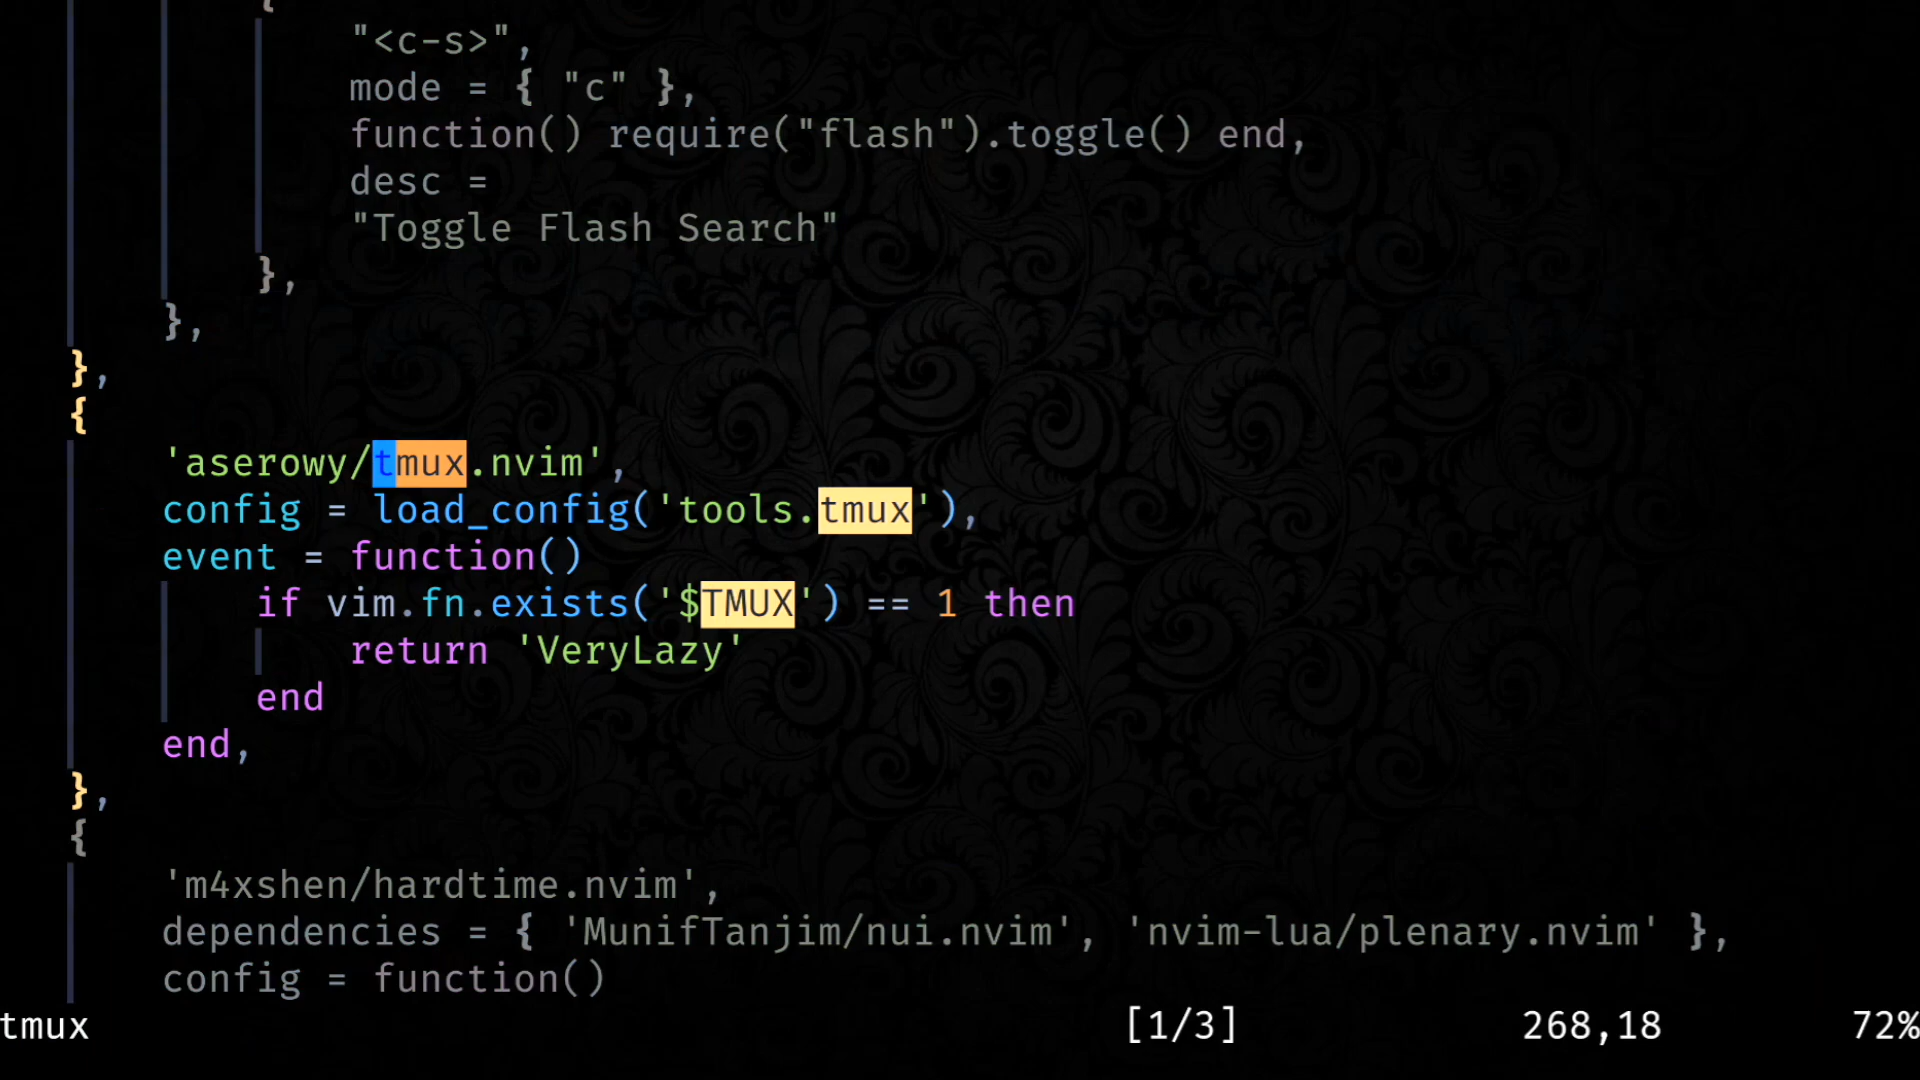 {
"<c-s>",
mode = { "c" },
function() require("flash").toggle() end,
desc =
"Toggle Flash Search"
},
},
},
{
'aserowy/tmux.nvim',
config = load_config('tools.tmux'),
event = function()
if vim.fn.exists('$TMUX') == 1 then
return 'VeryLazy'
end
end,
},
{
'm4xshen/hardtime.nvim',
dependencies = { 'MunifTanjim/nui.nvim', 'nvim-lua/plenary.nvim' },
config = function()
tmux [1/3] 268,18 72%